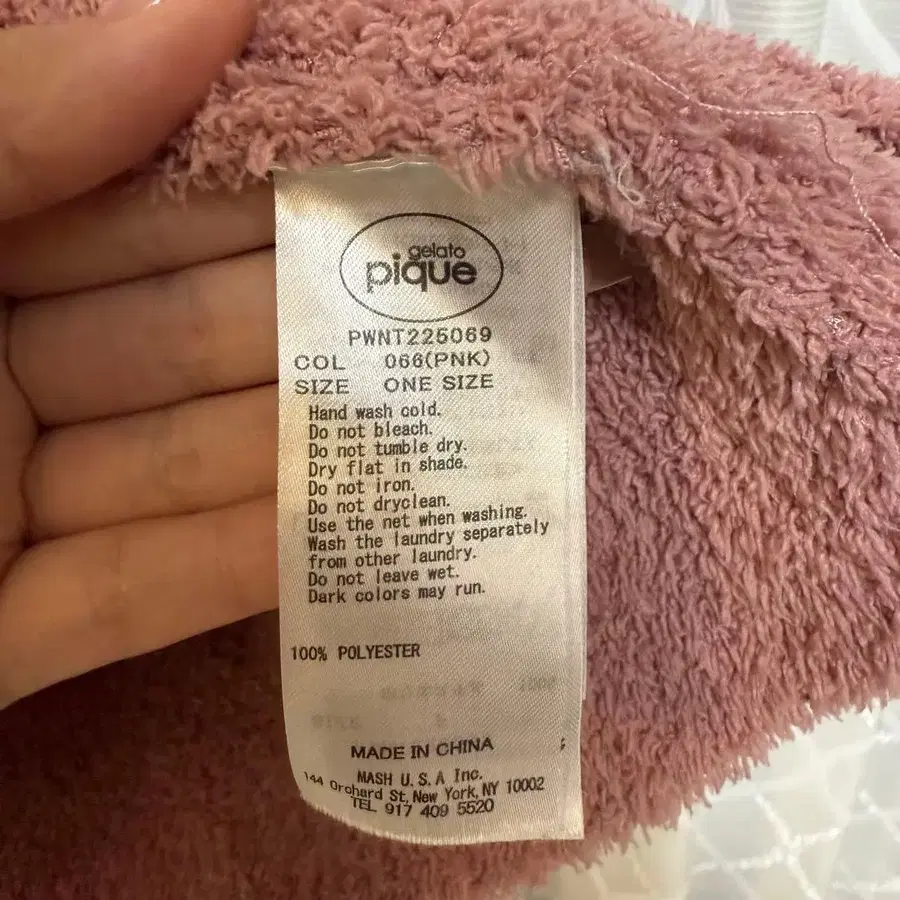 gelato
pique
PWNT225069
COL 066(PNK)
SIZE ONE SIZE
Hand wash cold.
Do not bleach.
Do not tumble dry.
Dry flat in shade.
Do not iron.
Do not dryclean.
Use the net when washing.
Wash the laundry separately
from other laundry.
Do not leave wet.
Dark colors may run.
100% POLYESTER
MADE IN CHINA
MASH U.S.A Inc.
144 Orchard St, New York, NY 10002
TEL 917 409 5520